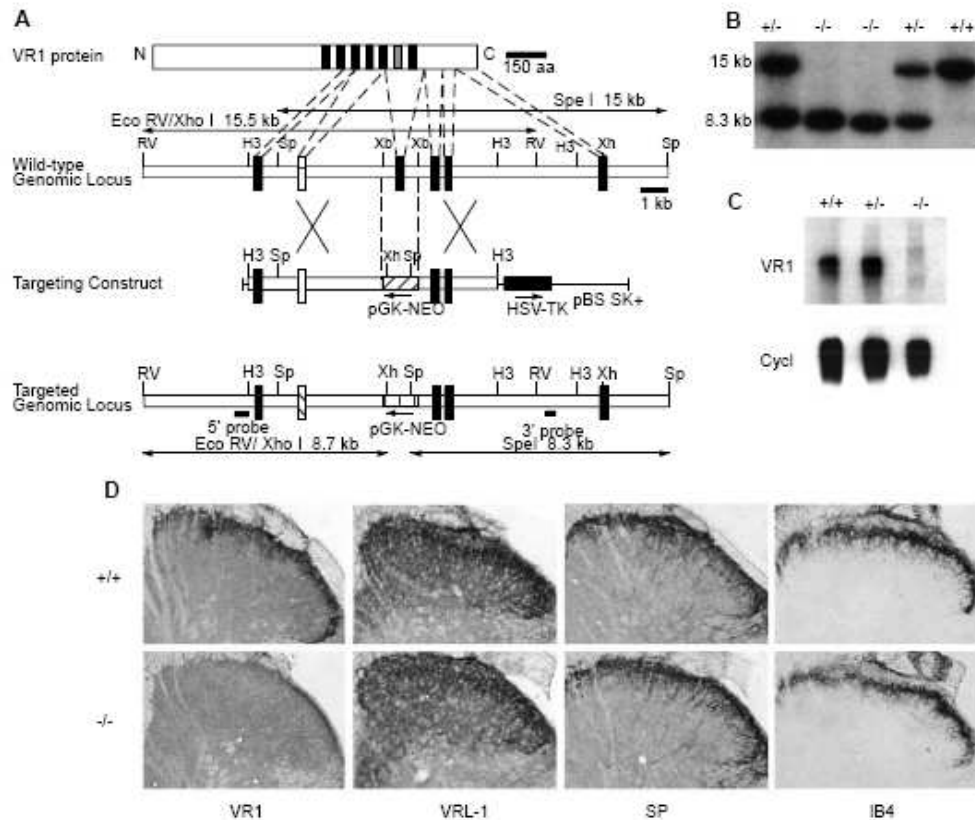 A
VR1 protein
N
C
150 aa
Spe I 15 kb
Eco RV/Xho I 15.5 kb
RV H3 Sp Xb Xb H3 RV H3 Xh Sp
Wild-type
Genomic Locus
1 kb
H3 Sp Xh Sp H3
Targeting Construct
pGK-NEO HSV-TK pBS SK+
RV H3 Sp Xh Sp H3 RV H3 Xh Sp
Targeted
Genomic Locus
5' probe pGK-NEO 3' probe
Eco RV/ Xho I 8.7 kb SpeI 8.3 kb
B
+/- -/- -/- +/- +/+
15 kb
8.3 kb
C
+/+ +/- -/-
VR1
Cycl
D
+/+
-/-
VR1 VRL-1 SP IB4